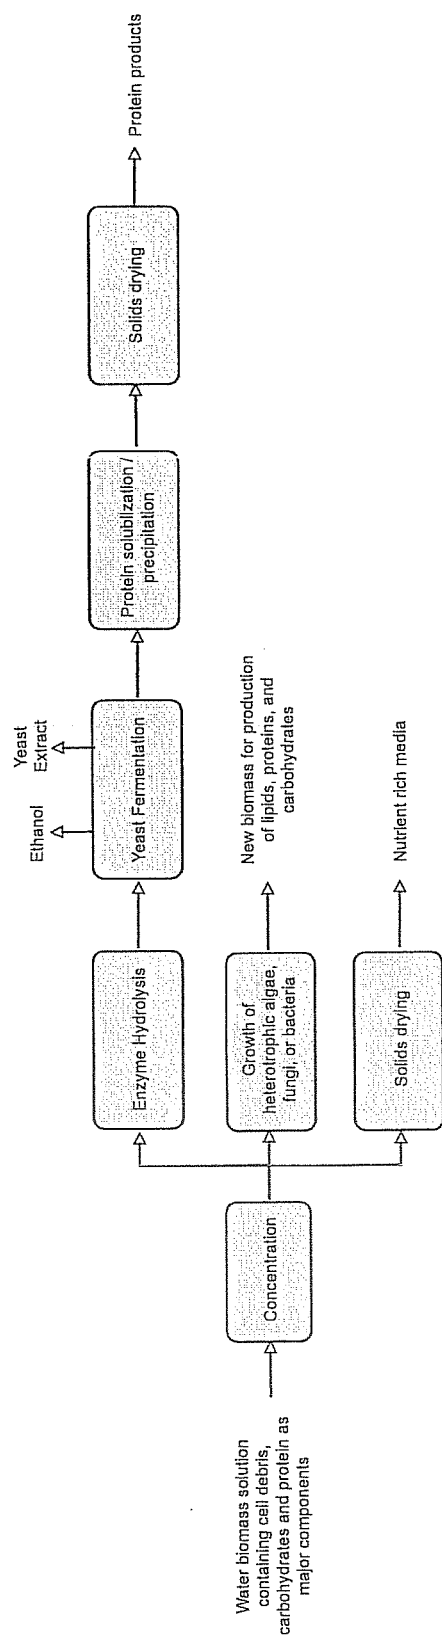 Water biomass solution
containing cell debris,
carbohydrates and protein as
major components
Concentration
Enzyme Hydrolysis
Growth of
heterotrophic algae,
fungi, or bacteria
Solids drying
Ethanol
Yeast
Extract
Yeast Fermentation
New biomass for production
of lipids, proteins, and
carbohydrates
Nutrient rich media
Protein solublization /
precipitation
Solids drying
Protein products